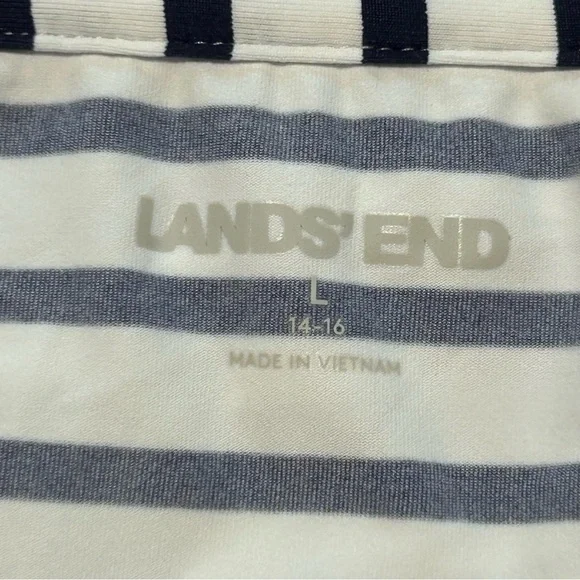 LANDS' END
L
14-16
MADE IN VIETNAM